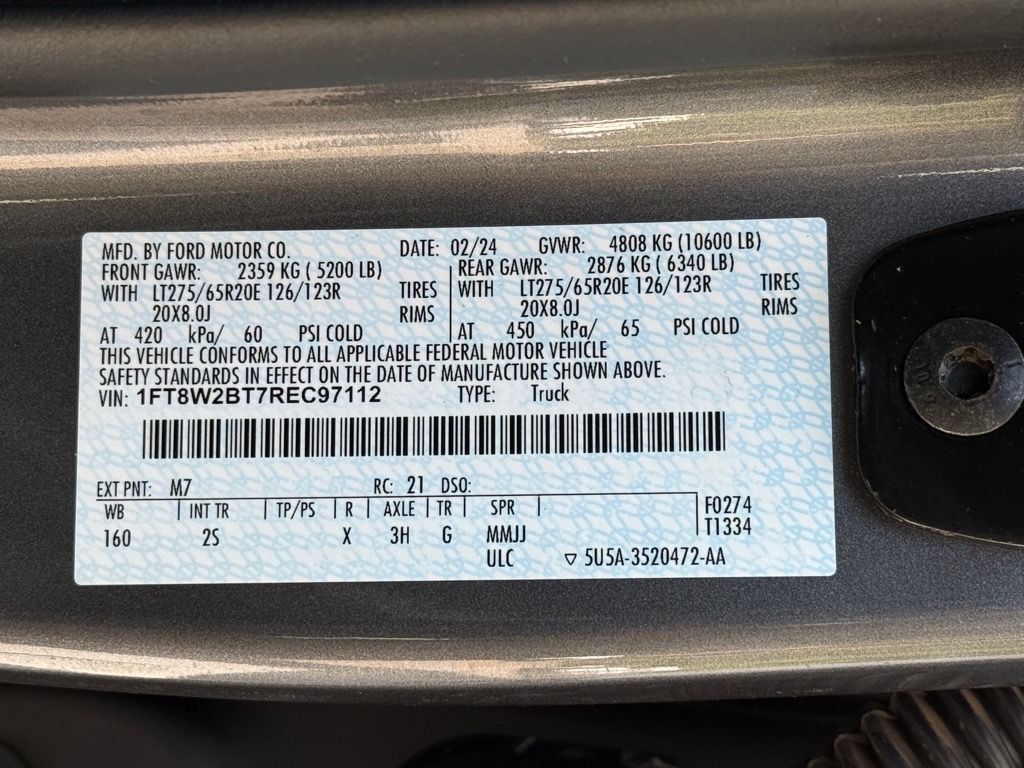 MFD. BY FORD MOTOR CO. DATE: 02/24 GVWR: 4808 KG (10600 LB)
FRONT GAWR: 2359 KG ( 5200 LB) REAR GAWR: 2876 KG ( 6340 LB)
WITH LT275/65R20E 126/123R TIRES WITH LT275/65R20E 126/123R TIRES
20X8.0J RIMS 20X8.0J RIMS
AT 420 kPa/ 60 PSI COLD AT 450 kPa/ 65 PSI COLD
THIS VEHICLE CONFORMS TO ALL APPLICABLE FEDERAL MOTOR VEHICLE
SAFETY STANDARDS IN EFFECT ON THE DATE OF MANUFACTURE SHOWN ABOVE.
VIN: 1FT8W2BT7REC97112 TYPE: Truck
EXT PNT: M7 RC: 21 DSO:
WB INT TR TP/PS R AXLE TR SPR F0274
160 2S X 3H G MMJJ T1334
ULC ▽ 5U5A-3520472-AA